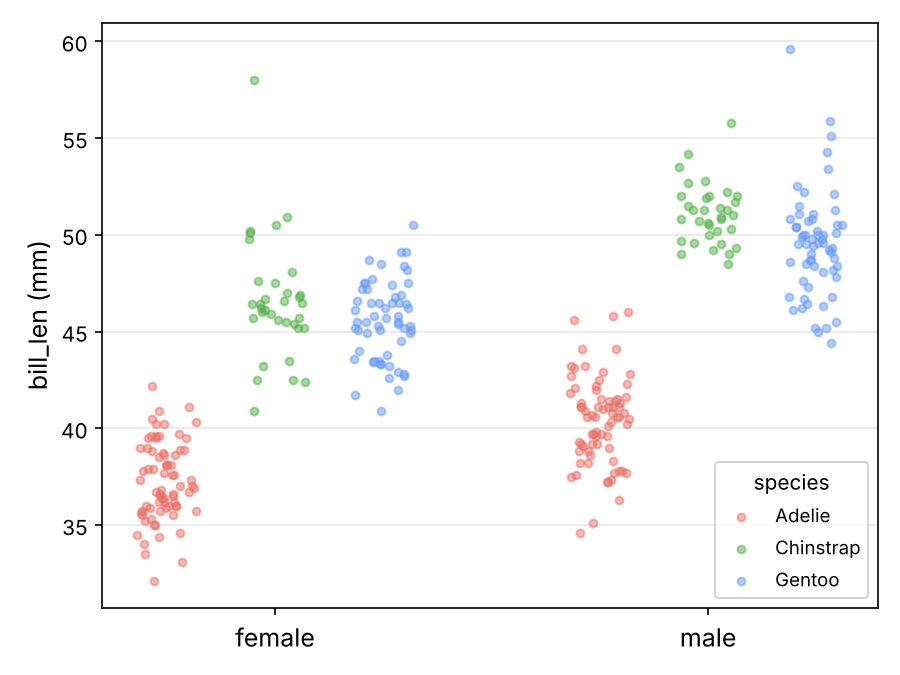 60
55
50
45
40
35
bill_len (mm)
female
male
species
Adelie
Chinstrap
Gentoo